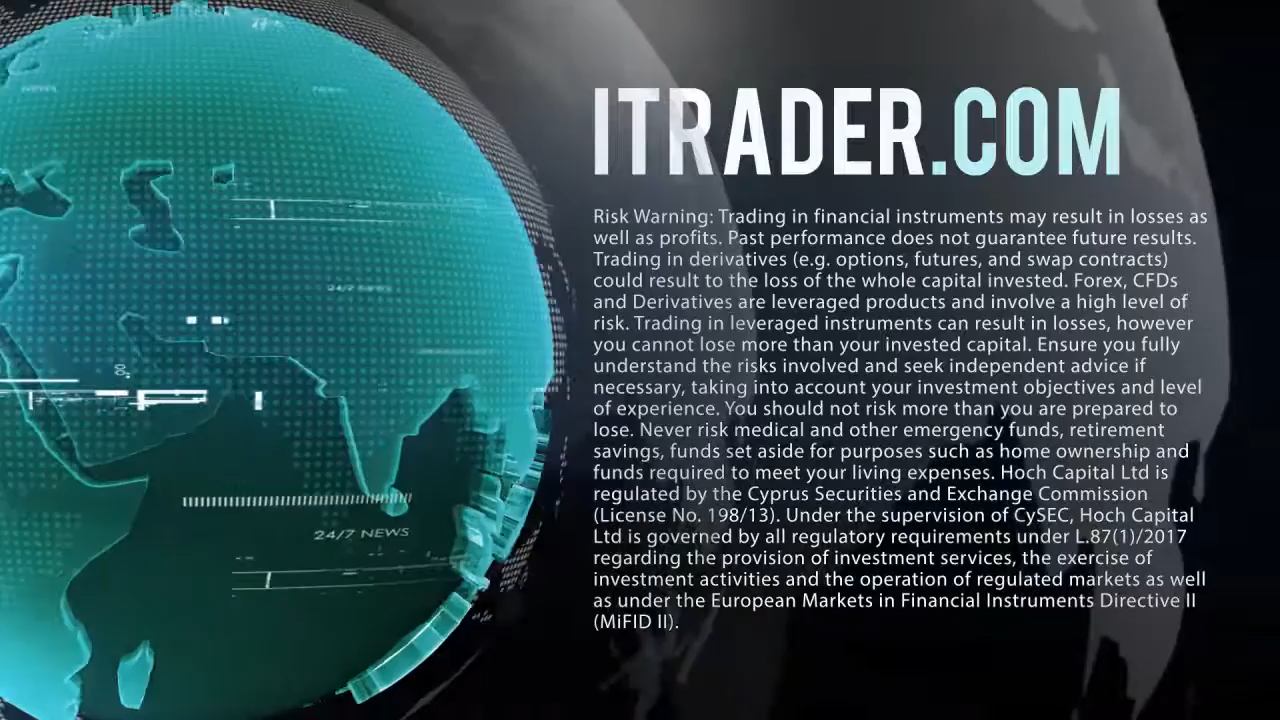 ITRADER.COM
Risk Warning: Trading in financial instruments may result in losses as
well as profits. Past performance does not guarantee future results.
Trading in derivatives (e.g. options, futures, and swap contracts)
could result to the loss of the whole capital invested. Forex, CFDs
and Derivatives are leveraged products and involve a high level of
risk. Trading in leveraged instruments can result in losses, however
you cannot lose more than your invested capital. Ensure you fully
understand the risks involved and seek independent advice if
necessary, taking into account your investment objectives and level
of experience. You should not risk more than you are prepared to
lose. Never risk medical and other emergency funds, retirement
savings, funds set aside for purposes such as home ownership and
funds required to meet your living expenses. Hoch Capital Ltd is
regulated by the Cyprus Securities and Exchange Commission
(License No. 198/13). Under the supervision of CySEC, Hoch Capital
Ltd is governed by all regulatory requirements under L.87(1)/2017
regarding the provision of investment services, the exercise of
investment activities and the operation of regulated markets as well
as under the European Markets in Financial Instruments Directive II
(MiFID II).
24/7 NEWS
24/7 NEWS